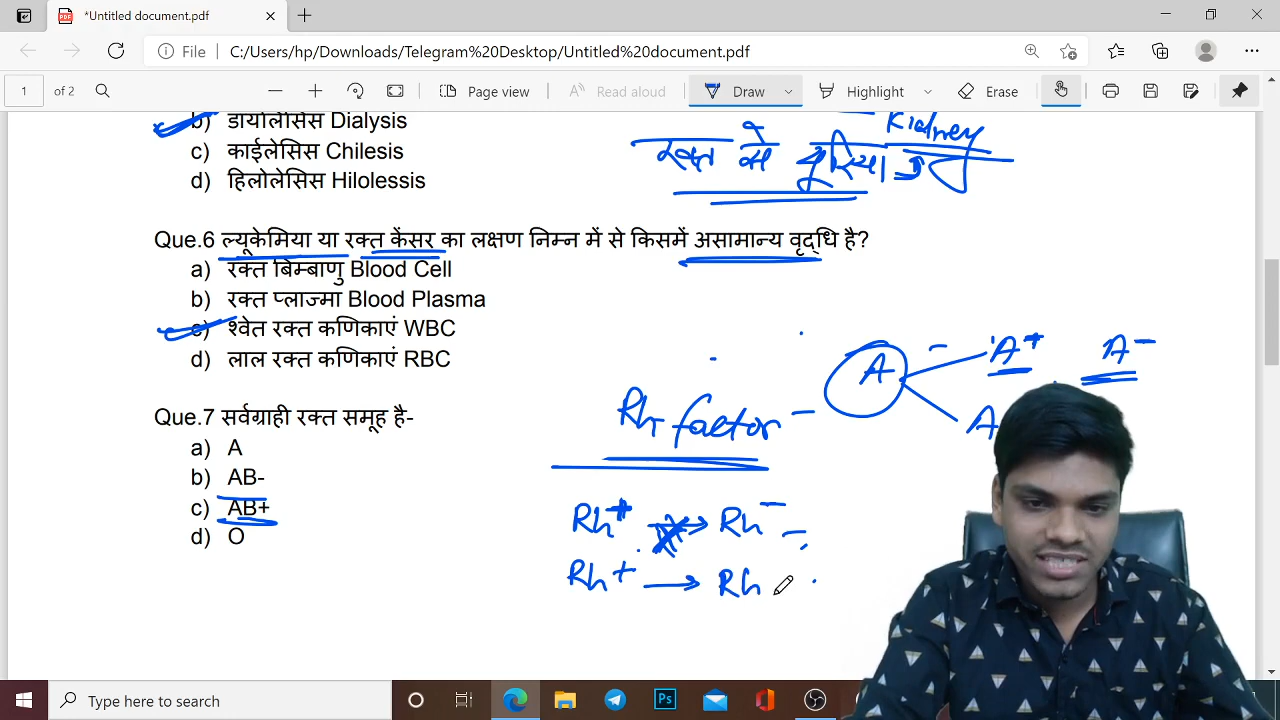 *Untitled document.pdf
File C:/Users/hp/Downloads/Telegram%20Desktop/Untitled%20document.pdf
1 of 2 Page view Read aloud Draw Highlight Erase
b) डायालिसिस Dialysis
c) काईलेसिस Chilesis
d) हिलोलेसिस Hilolessis
Kidney
रक्त में से यूरिया
Que.6 ल्यूकेमिया या रक्त केंसर का लक्षण निम्न में से किसमें असामान्य वृद्धि है?
a) रक्त बिम्बाणु Blood Cell
b) रक्त प्लाज्मा Blood Plasma
c) श्वेत रक्त कणिकाएं WBC
d) लाल रक्त कणिकाएं RBC
A A+ A-
A
Rh factor -
Que.7 सर्वग्राही रक्त समूह है-
a) A
b) AB-
c) AB+
d) O
Rh+ → Rh-
Rh+ → Rh
Type here to search